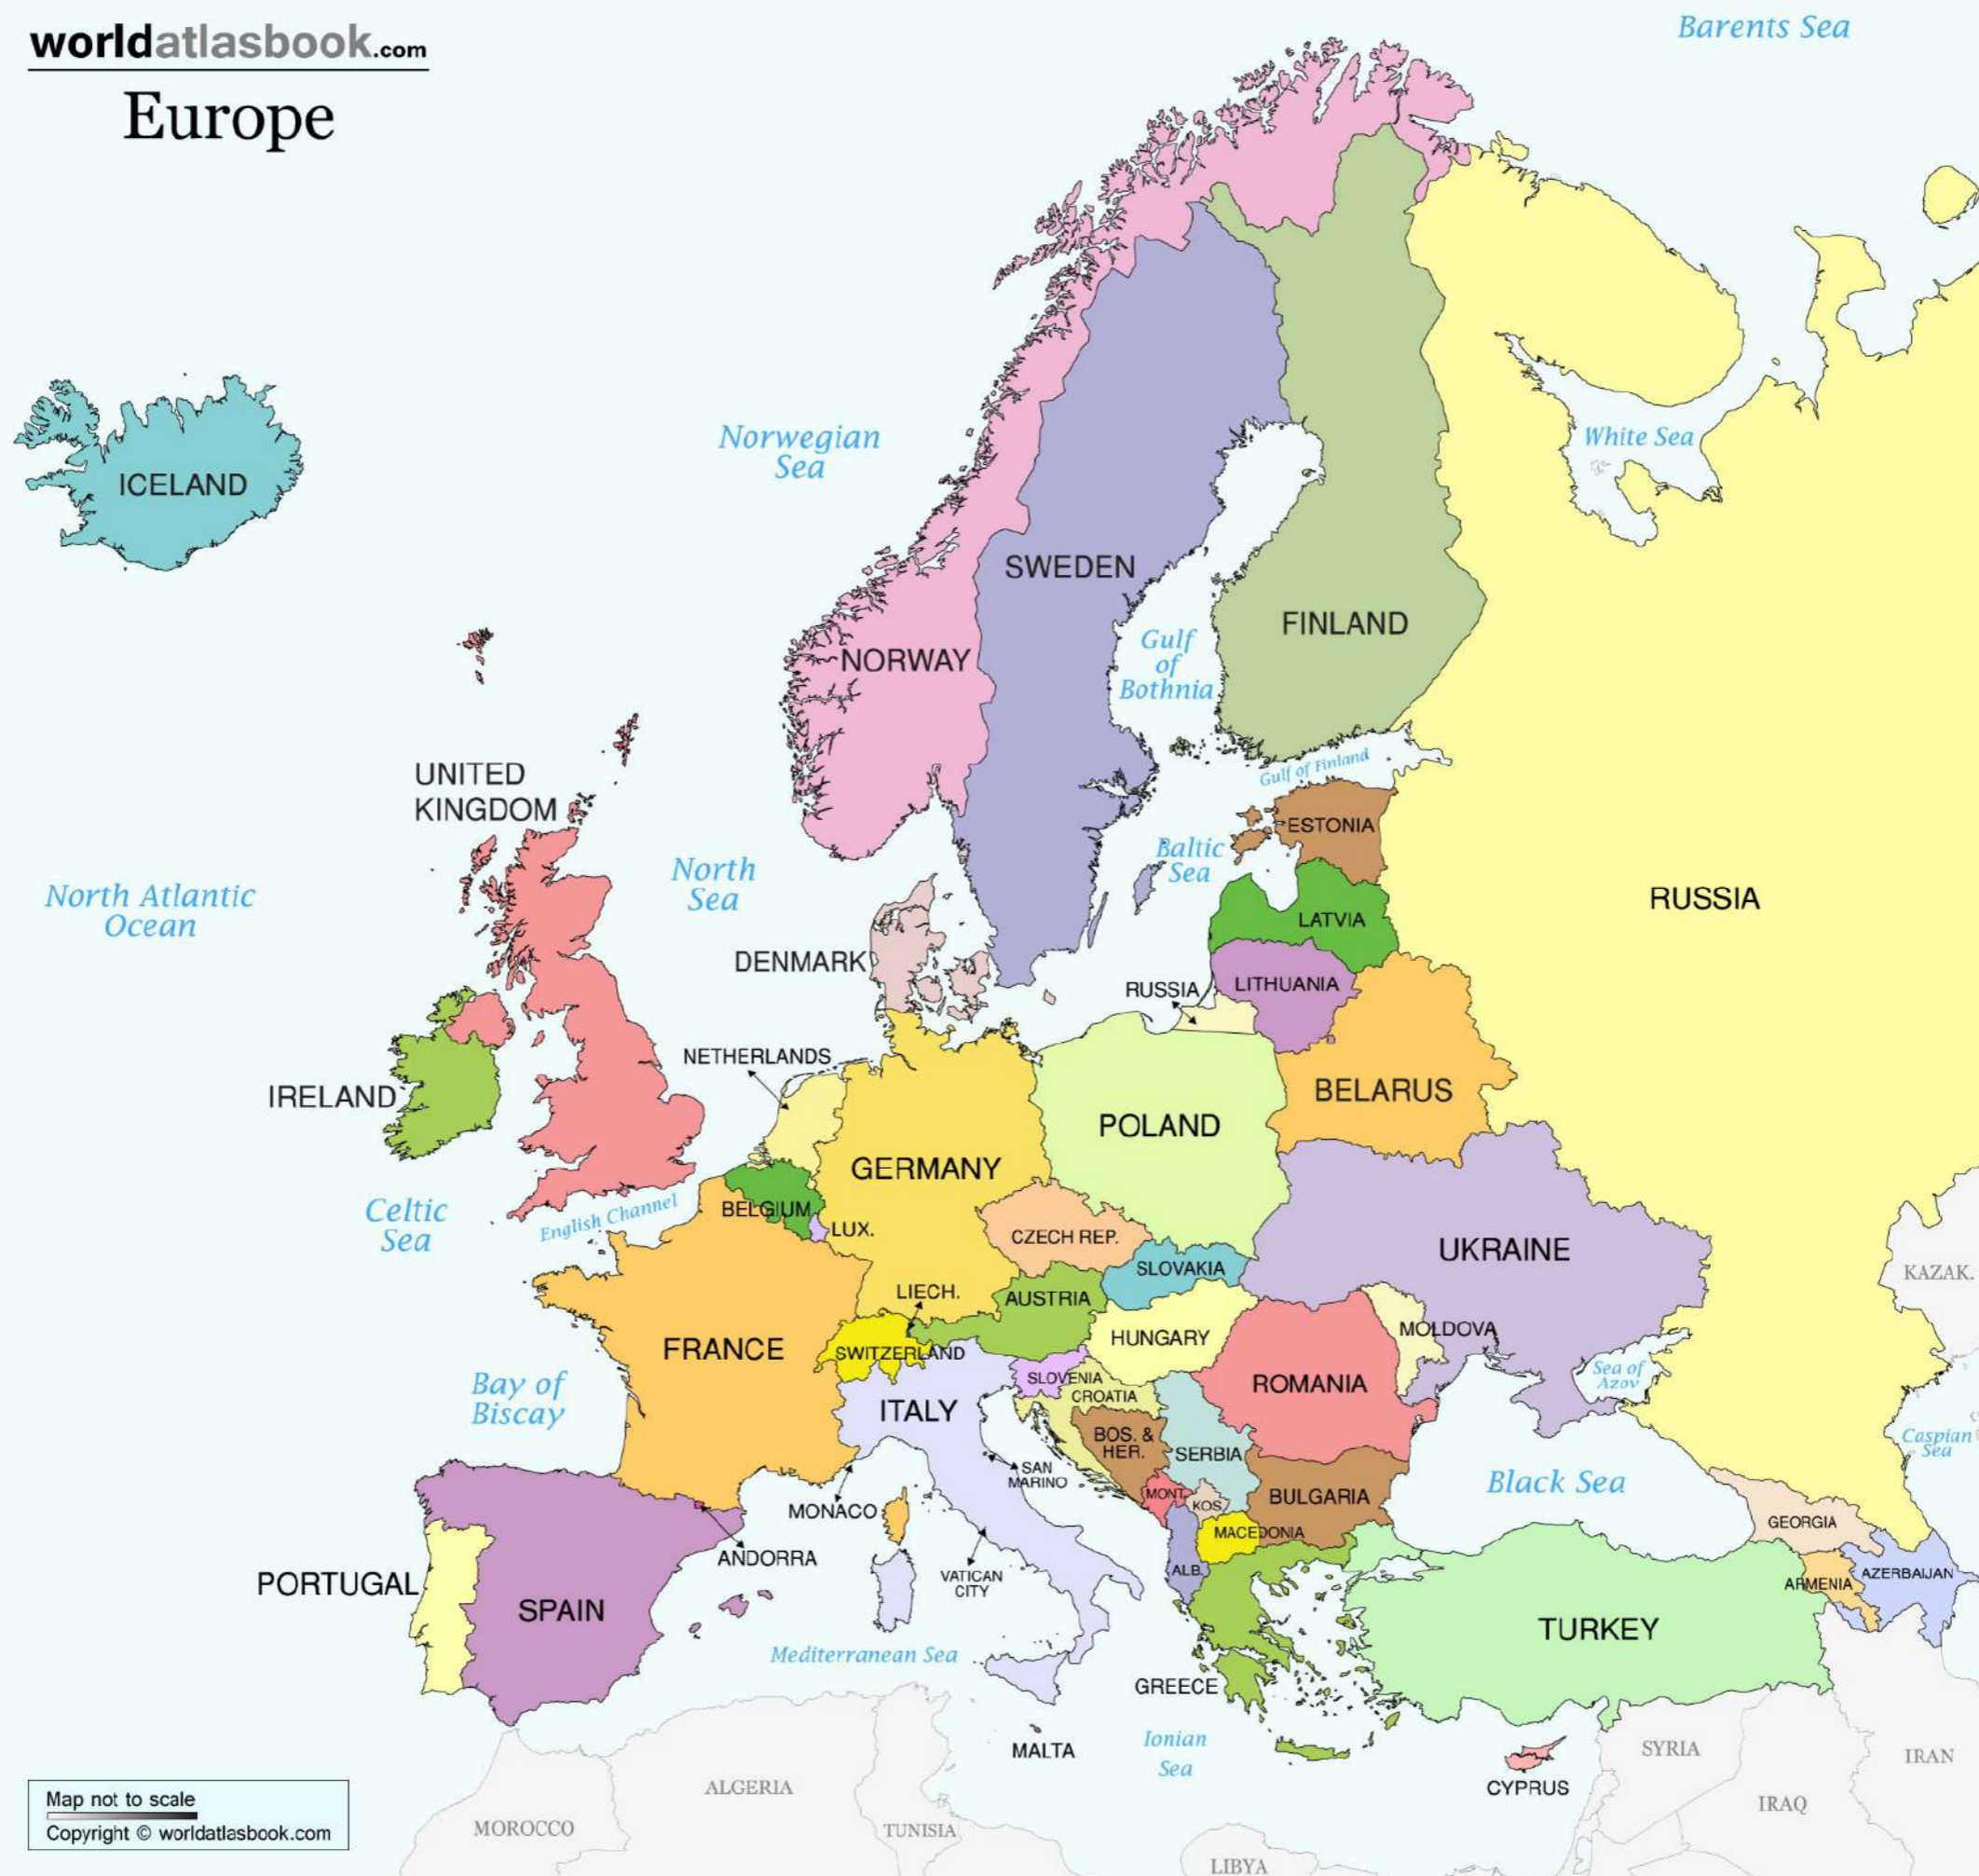 worldatlasbook.com
Europe
Barents Sea
Norwegian
Sea
White Sea
ICELAND
SWEDEN
FINLAND
NORWAY
Gulf
of
Bothnia
Gulf of Finland
UNITED
KINGDOM
ESTONIA
Baltic
Sea
North
Sea
North Atlantic
Ocean
RUSSIA
LATVIA
DENMARK
LITHUANIA
RUSSIA
NETHERLANDS
IRELAND
BELARUS
POLAND
GERMANY
Celtic
Sea
English Channel
BELGIUM
LUX.
CZECH REP.
UKRAINE
SLOVAKIA
KAZAK.
LIECH.
AUSTRIA
HUNGARY
MOLDOVA
FRANCE
SWITZERLAND
SLOVENIA
CROATIA
ROMANIA
Sea of
Azov
Bay of
Biscay
ITALY
BOS. &
HER.
SERBIA
Caspian
Sea
SAN
MARINO
Black Sea
MONT.
KOS.
BULGARIA
MONACO
MACEDONIA
GEORGIA
ANDORRA
VATICAN
CITY
ALB.
ARMENIA
AZERBAIJAN
PORTUGAL
SPAIN
TURKEY
Mediterranean Sea
GREECE
MALTA
Ionian
Sea
SYRIA
IRAN
CYPRUS
ALGERIA
IRAQ
MOROCCO
TUNISIA
LIBYA
Map not to scale
Copyright © worldatlasbook.com